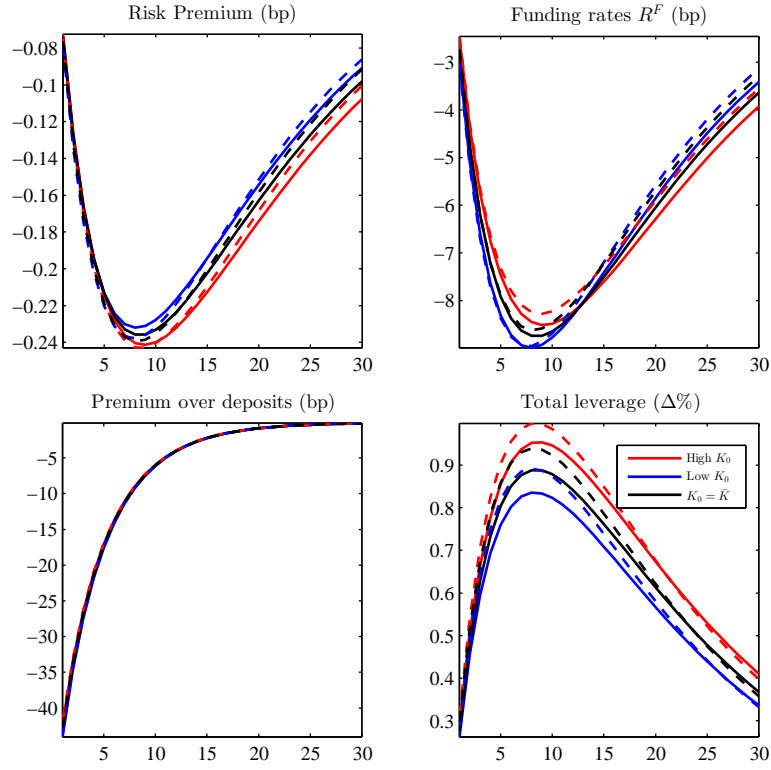 Risk Premium (bp)
−0.08
−0.1
−0.12
−0.14
−0.16
−0.18
−0.2
−0.22
−0.24
5 10 15 20 25 30
Funding rates R^F (bp)
−4
−5
−6
−7
−8
5 10 15 20 25 30
Premium over deposits (bp)
−5
−10
−15
−20
−25
−30
−35
−40
5 10 15 20 25 30
Total leverage (Δ%)
0.9
0.8
0.7
0.6
0.5
0.4
0.3
5 10 15 20 25 30
High K₀
Low K₀
K₀ = K̄